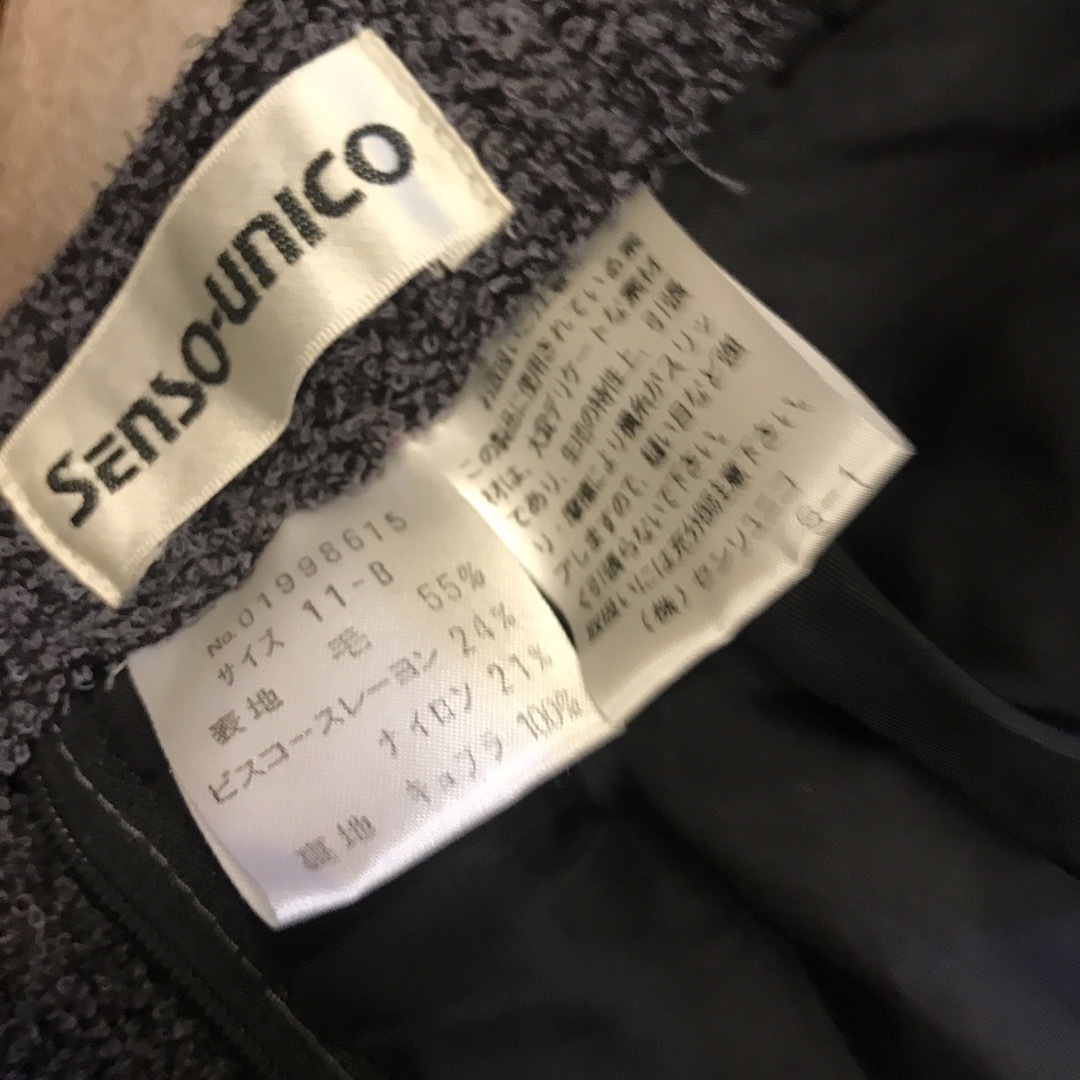 SENSO-UNICO
No.01998615
サイズ 11-B
表地 毛 55%
ビスコースレーヨン 24%
ナイロン 21%
裏地 キュプラ 100%
この製品に使用されている素
材は、大変デリケートな素材
であり、生地の特性上、引掻
り・摩擦により糸がスリッ
プしますので、縫い目など強
く引張らないで下さい。
取扱いには充分御注意下さい。
(株)センソユニコ